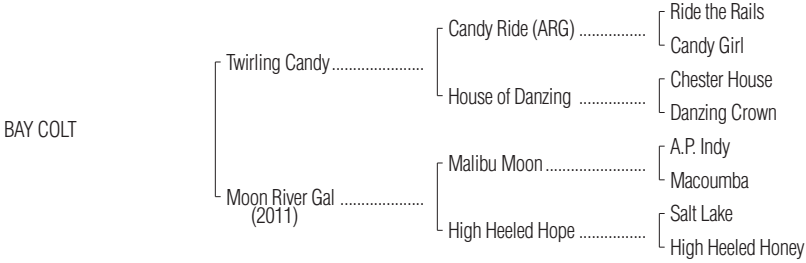 Ride the Rails
Candy Ride (ARG) ................
Candy Girl
Twirling Candy......................
Chester House
House of Danzing ................
Danzing Crown
BAY COLT
A.P. Indy
Malibu Moon........................
Macoumba
Moon River Gal ....................
(2011)
Salt Lake
High Heeled Hope ................
High Heeled Honey